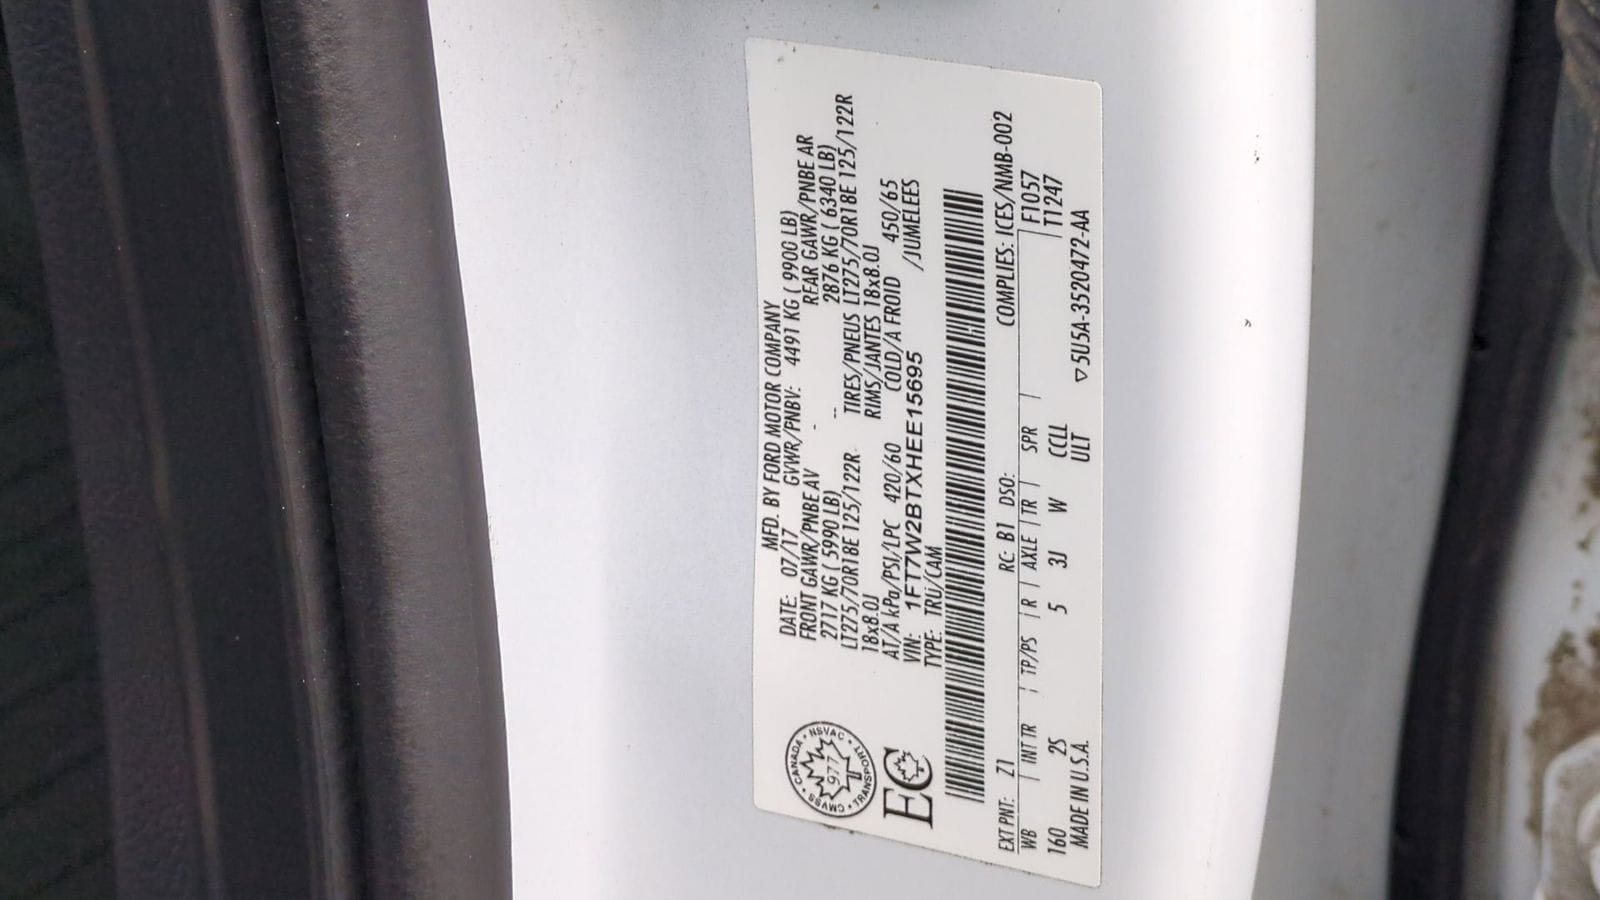 MFD. BY FORD MOTOR COMPANY
DATE: 07/17 GVWR/PNBV: 4491 KG ( 9900 LB)
FRONT GAWR/PNBE AV - REAR GAWR/PNBE AR
2717 KG ( 5990 LB) -- 2876 KG ( 6340 LB)
LT275/70R18E 125/122R TIRES/PNEUS LT275/70R18E 125/122R
18x8.0J RIMS/JANTES 18x8.0J
AT/A kPa/PSI/LPC 420/60 COLD/A FROID 450/65
VIN: 1FT7W2BTXHEE15695 /JUMELEES
TYPE: TRU/CAM
CANADA • NSVAC • TRANSPORT • CMVSS •
977
EC
EXT PNT: Z1 RC: B1 DSO: COMPLIES: ICES/NMB-002
WB | INT TR | TP/PS | R | AXLE | TR | SPR | F1057
160 2S 5 3J W CCLL T1247
ULT
MADE IN U.S.A. ▽5U5A-3520472-AA